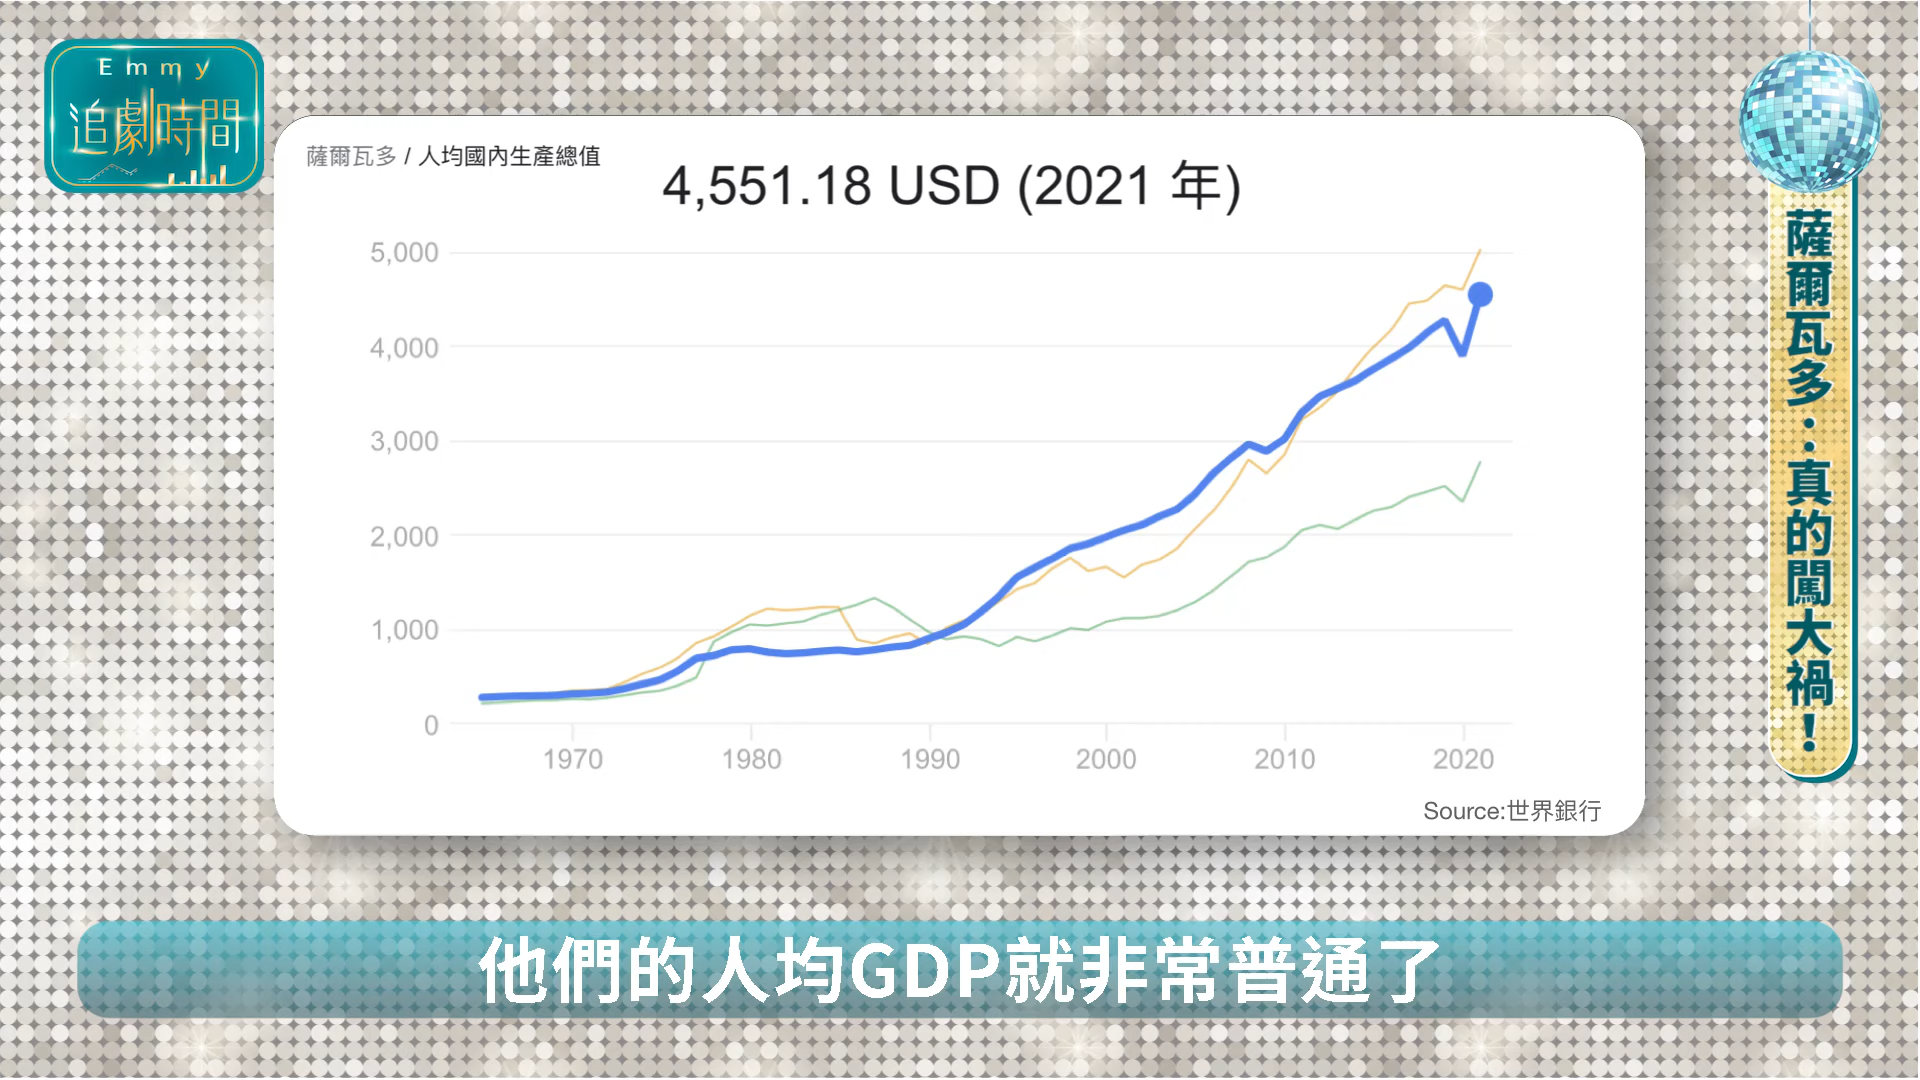 Emmy
追劇時間
薩爾瓦多 / 人均國內生產總值
4,551.18 USD (2021 年)
5,000
4,000
3,000
2,000
1,000
0
1970 1980 1990 2000 2010 2020
Source:世界銀行
薩爾瓦多：真的闖大禍！
他們的人均GDP就非常普通了